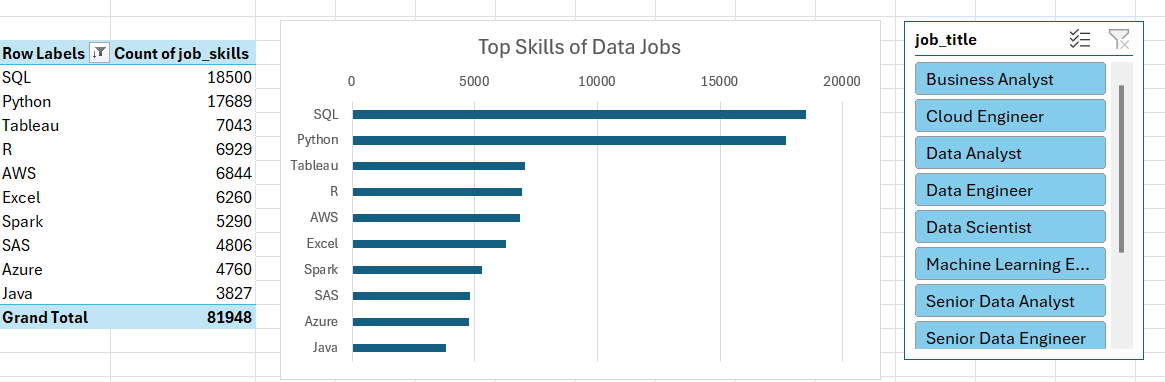 Row Labels Count of job_skills
SQL 18500
Python 17689
Tableau 7043
R 6929
AWS 6844
Excel 6260
Spark 5290
SAS 4806
Azure 4760
Java 3827
Grand Total 81948
Top Skills of Data Jobs
0 5000 10000 15000 20000
SQL
Python
Tableau
R
AWS
Excel
Spark
SAS
Azure
Java
job_title
Business Analyst
Cloud Engineer
Data Analyst
Data Engineer
Data Scientist
Machine Learning E...
Senior Data Analyst
Senior Data Engineer